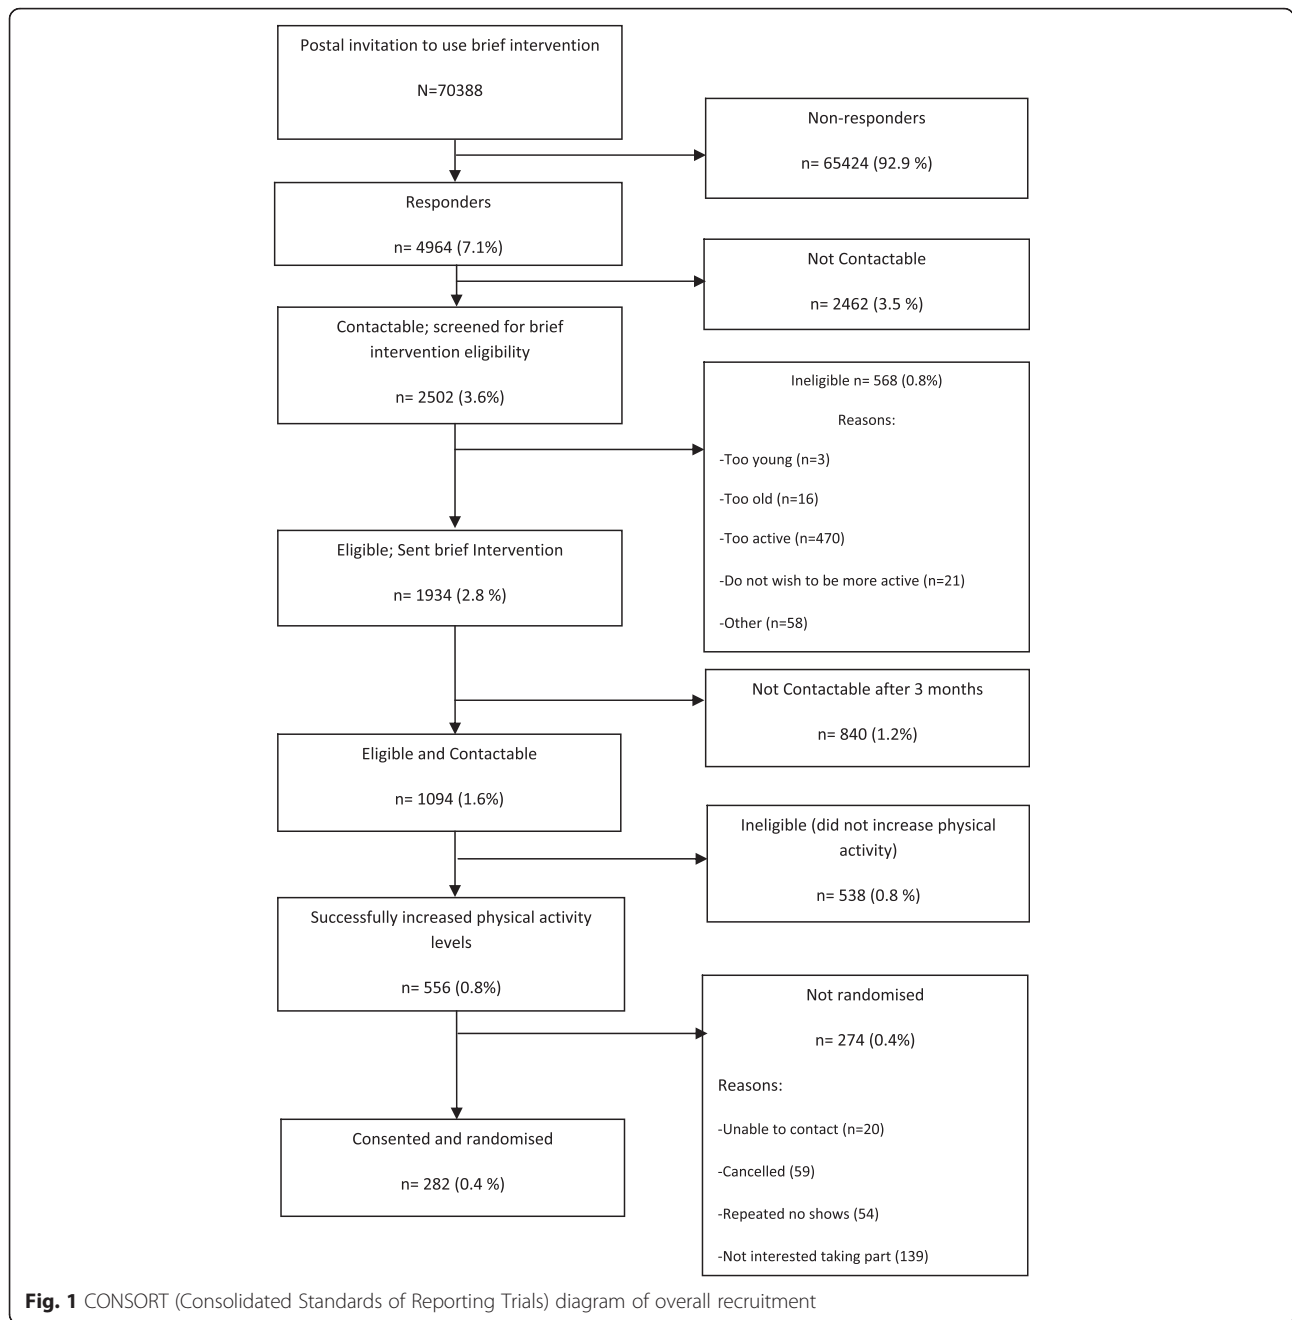 Postal invitation to use brief intervention
N=70388
Non-responders
n= 65424 (92.9 %)
Responders
n= 4964 (7.1%)
Not Contactable
n= 2462 (3.5 %)
Contactable; screened for brief
intervention eligibility
n= 2502 (3.6%)
Ineligible n= 568 (0.8%)
Reasons:
-Too young (n=3)
-Too old (n=16)
-Too active (n=470)
-Do not wish to be more active (n=21)
-Other (n=58)
Eligible; Sent brief Intervention
n= 1934 (2.8 %)
Not Contactable after 3 months
n= 840 (1.2%)
Eligible and Contactable
n= 1094 (1.6%)
Ineligible (did not increase physical
activity)
n= 538 (0.8 %)
Successfully increased physical activity
levels
n= 556 (0.8%)
Not randomised
n= 274 (0.4%)
Reasons:
-Unable to contact (n=20)
-Cancelled (59)
-Repeated no shows (54)
-Not interested taking part (139)
Consented and randomised
n= 282 (0.4 %)
Fig. 1 CONSORT (Consolidated Standards of Reporting Trials) diagram of overall recruitment